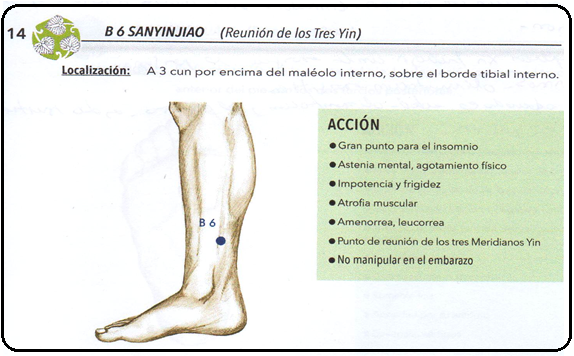 14
B 6 SANYINJIAO (Reunión de los Tres Yin)
Localización: A 3 cun por encima del maléolo interno, sobre el borde tibial interno.
B 6
ACCIÓN
● Gran punto para el insomnio
● Astenia mental, agotamiento físico
● Impotencia y frigidez
● Atrofia muscular
● Amenorrea, leucorrea
● Punto de reunión de los tres Meridianos Yin
● No manipular en el embarazo